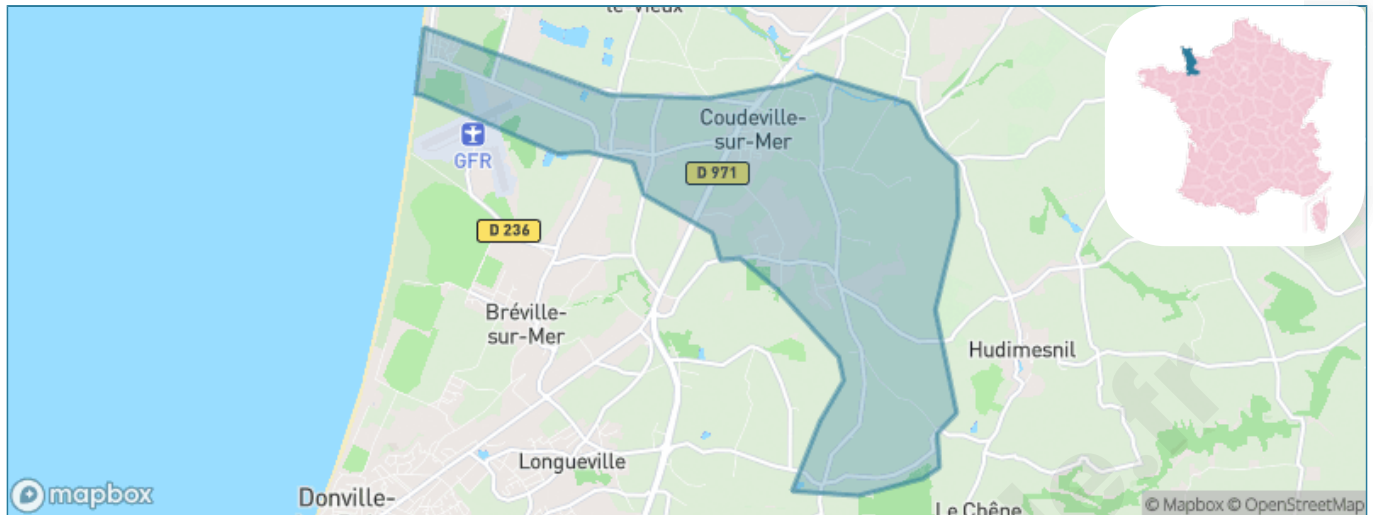 le-Vieux
Coudeville-
sur-Mer
GFR
D 971
D 236
Bréville-
sur-Mer
Hudimesnil
Longueville
Donville-
Le Chêne
mapbox
© Mapbox © OpenStreetMap